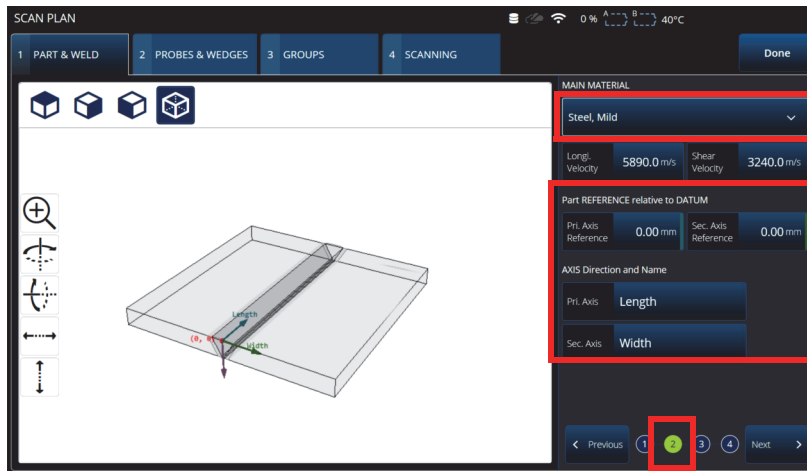 SCAN PLAN
0 % A B 40°C
1 PART & WELD 2 PROBES & WEDGES 3 GROUPS 4 SCANNING Done
MAIN MATERIAL
Steel, Mild
Longi. Velocity 5890.0 m/s Shear Velocity 3240.0 m/s
Part REFERENCE relative to DATUM
Pri. Axis Reference 0.00 mm Sec. Axis Reference 0.00 mm
AXIS Direction and Name
Pri. Axis Length
Sec. Axis Width
Length
(0, 0)
Width
Previous 1 2 3 4 Next